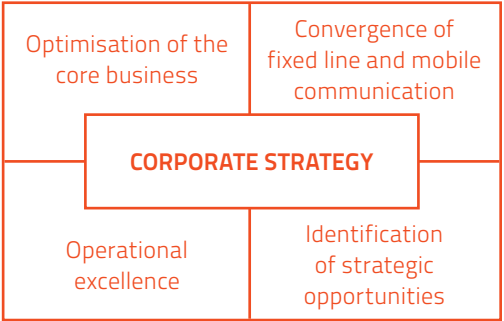 Optimisation of the
core business
Convergence of
fixed line and mobile
communication
CORPORATE STRATEGY
Operational
excellence
Identification
of strategic
opportunities